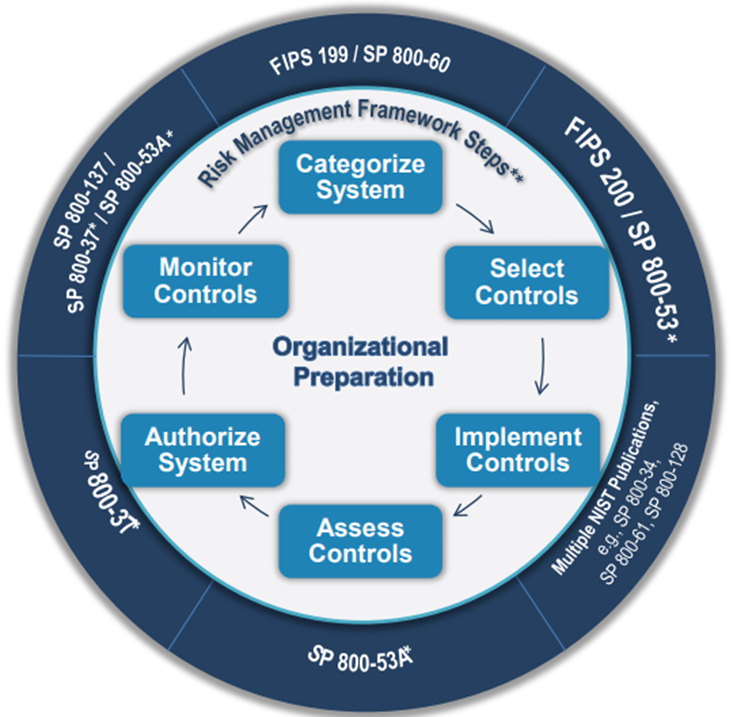 FIPS 199 / SP 800-60
FIPS 200 / SP 800-53*
Multiple NIST Publications,
e.g., SP 800-34,
SP 800-61, SP 800-128
SP 800-53A*
SP 800-37*
SP 800-137 /
SP 800-37* / SP 800-53A*
Risk Management Framework Steps**
Categorize
System
Select
Controls
Implement
Controls
Assess
Controls
Authorize
System
Monitor
Controls
Organizational
Preparation